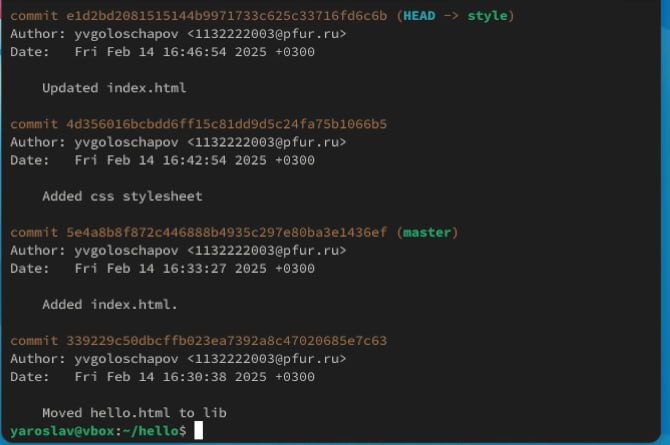 commit e1d2bd2081515144b9971733c625c33716fd6c6b (HEAD -> style)
Author: yvgoloschapov <1132222003@pfur.ru>
Date:   Fri Feb 14 16:46:54 2025 +0300
    Updated index.html
commit 4d356016bcbdd6ff15c81dd9d5c24fa75b1066b5
Author: yvgoloschapov <1132222003@pfur.ru>
Date:   Fri Feb 14 16:42:54 2025 +0300
    Added css stylesheet
commit 5e4a8b8f872c446888b4935c297e80ba3e1436ef (master)
Author: yvgoloschapov <1132222003@pfur.ru>
Date:   Fri Feb 14 16:33:27 2025 +0300
    Added index.html.
commit 339229c50dbcffb023ea7392a8c47020685e7c63
Author: yvgoloschapov <1132222003@pfur.ru>
Date:   Fri Feb 14 16:30:38 2025 +0300
    Moved hello.html to lib
yaroslav@vbox:~/hello$